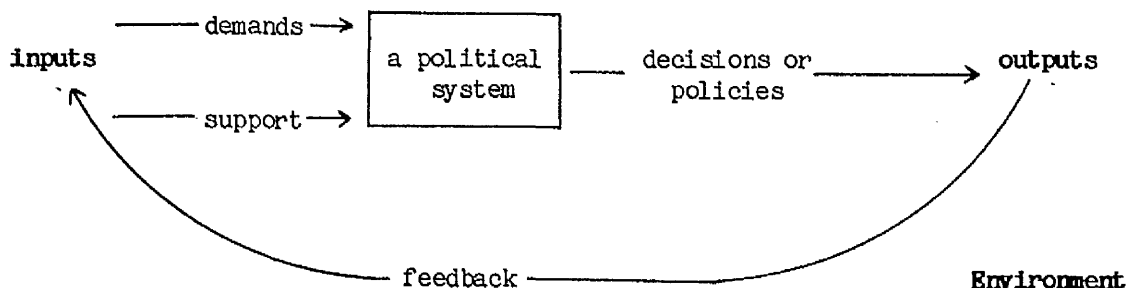 demands
inputs
a political
system
decisions or
policies
outputs
support
feedback
Environment